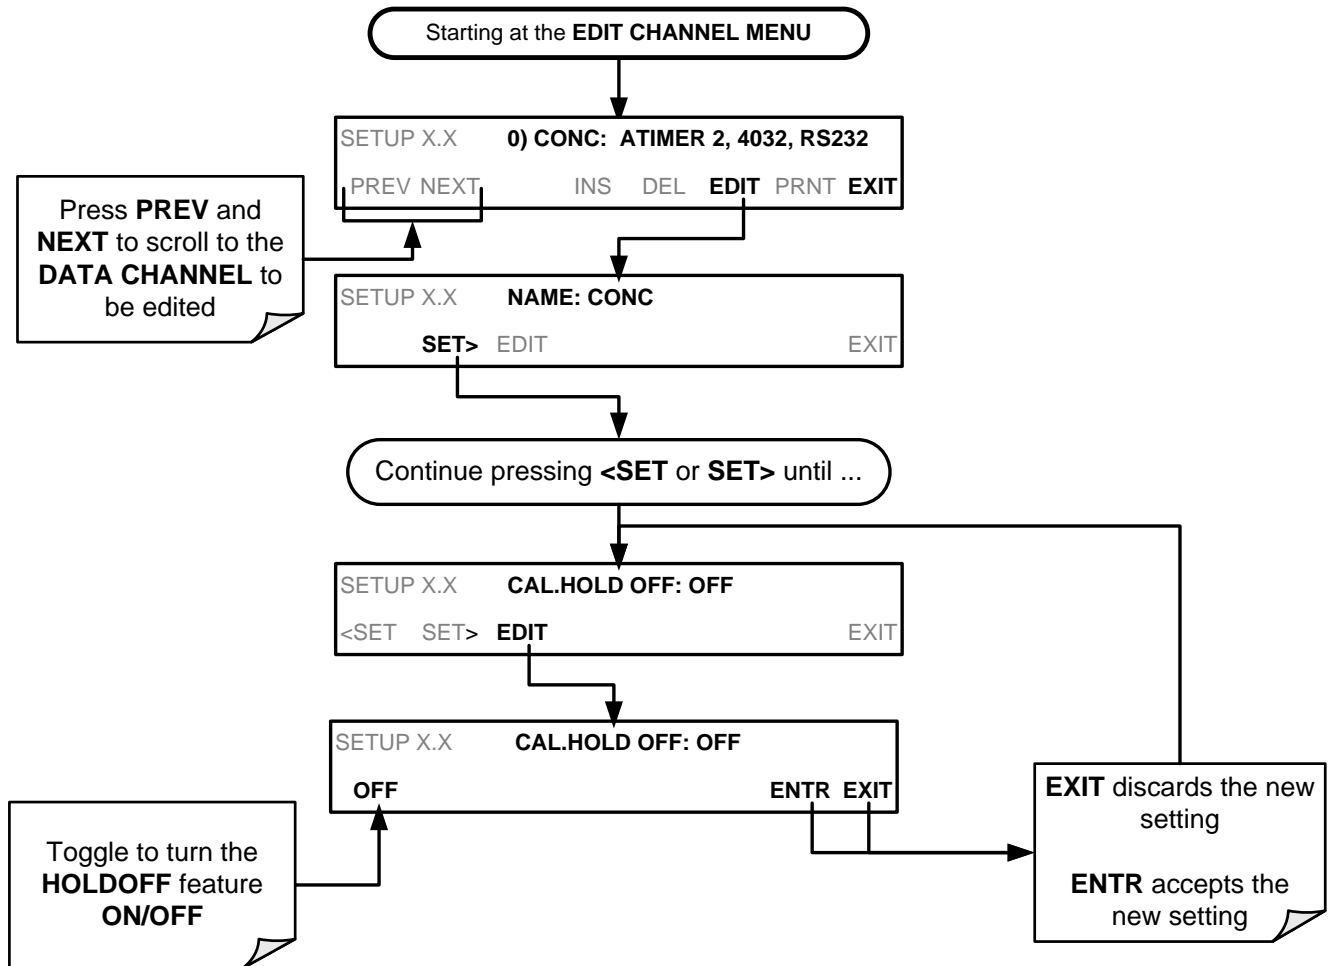 Starting at the EDIT CHANNEL MENU
SETUP X.X 0) CONC: ATIMER 2, 4032, RS232
PREV NEXT INS DEL EDIT PRNT EXIT
Press PREV and
NEXT to scroll to the
DATA CHANNEL to
be edited
SETUP X.X NAME: CONC
SET> EDIT EXIT
Continue pressing <SET or SET> until ...
SETUP X.X CAL.HOLD OFF: OFF
<SET SET> EDIT EXIT
SETUP X.X CAL.HOLD OFF: OFF
OFF ENTR EXIT
Toggle to turn the
HOLDOFF feature
ON/OFF
EXIT discards the new
setting
ENTR accepts the
new setting